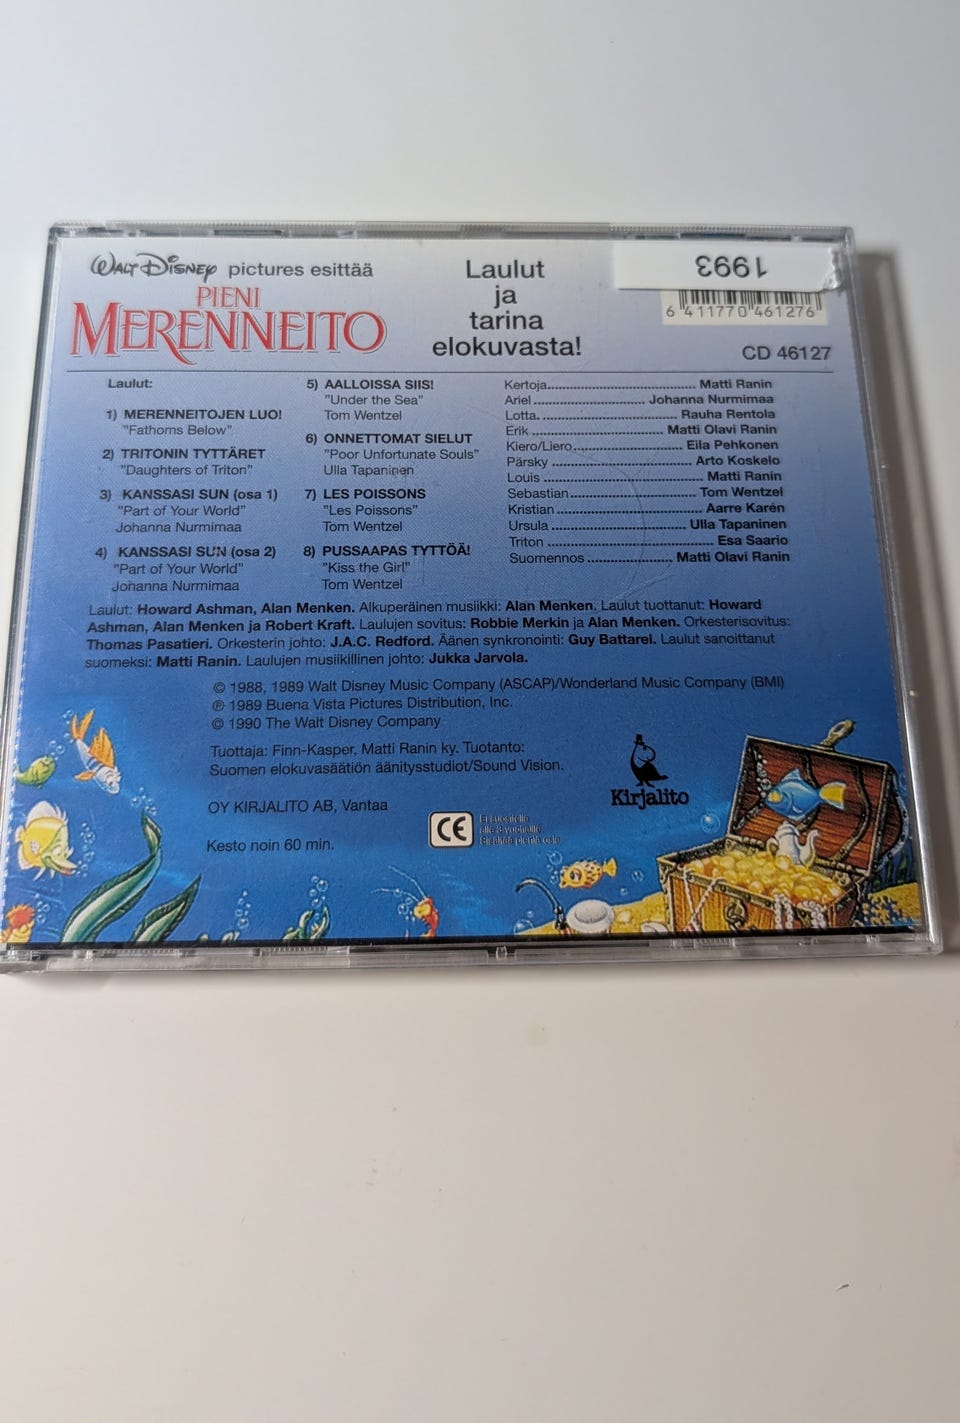 WALT DISNEY pictures esittää
PIENI
MERENNEITO
Laulut
ja
tarina
elokuvasta!
1993
6 411770 461276
CD 46127
Laulut:
1) MERENNEITOJEN LUO!
"Fathoms Below"
2) TRITONIN TYTTÄRET
"Daughters of Triton"
3) KANSSASI SUN (osa 1)
"Part of Your World"
Johanna Nurmimaa
4) KANSSASI SUN (osa 2)
"Part of Your World"
Johanna Nurmimaa
5) AALLOISSA SIIS!
"Under the Sea"
Tom Wentzel
6) ONNETTOMAT SIELUT
"Poor Unfortunate Souls"
Ulla Tapaninen
7) LES POISSONS
"Les Poissons"
Tom Wentzel
8) PUSSAAPAS TYTTÖÄ!
"Kiss the Girl"
Tom Wentzel
Kertoja........ Matti Ranin
Ariel ........ Johanna Nurmimaa
Lotta. ........ Rauha Rentola
Erik ........ Matti Olavi Ranin
Kiero/Liero........ Eila Pehkonen
Pärsky ........ Arto Koskelo
Louis ........ Matti Ranin
Sebastian ........ Tom Wentzel
Kristian ........ Aarre Karén
Ursula ........ Ulla Tapaninen
Triton ........ Esa Saario
Suomennos ........ Matti Olavi Ranin
Laulut: Howard Ashman, Alan Menken. Alkuperäinen musiikki: Alan Menken. Laulut tuottanut: Howard
Ashman, Alan Menken ja Robert Kraft. Laulujen sovitus: Robbie Merkin ja Alan Menken. Orkesterisovitus:
Thomas Pasatieri. Orkesterin johto: J.A.C. Redford. Äänen synkronointi: Guy Battarel. Laulut sanoittanut
suomeksi: Matti Ranin. Laulujen musiikillinen johto: Jukka Jarvola.
© 1988, 1989 Walt Disney Music Company (ASCAP)/Wonderland Music Company (BMI)
℗ 1989 Buena Vista Pictures Distribution, Inc.
© 1990 The Walt Disney Company
Tuottaja: Finn-Kasper, Matti Ranin ky. Tuotanto:
Suomen elokuvasäätiön äänitysstudiot/Sound Vision.
OY KIRJALITO AB, Vantaa
Kesto noin 60 min.
Kirjalito
CE
Ei suositella
alle 3-vuotiaille
Sisältää pieniä osia